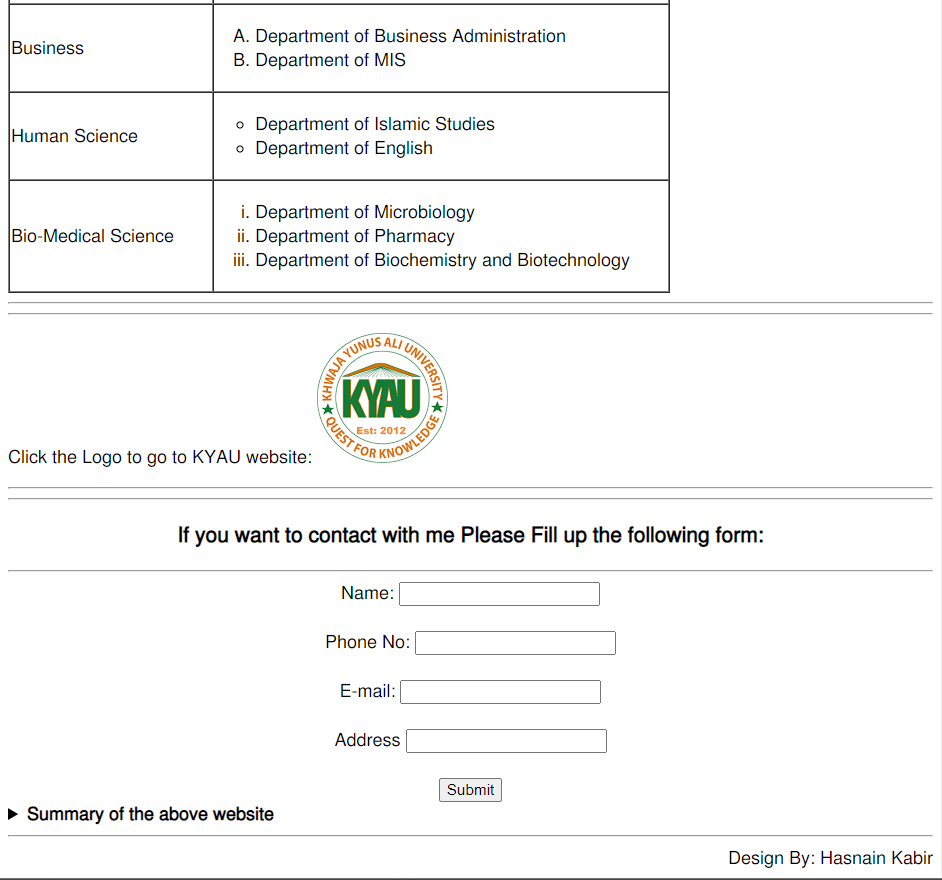 Business
A. Department of Business Administration
B. Department of MIS
Human Science
Department of Islamic Studies
Department of English
Bio-Medical Science
i. Department of Microbiology
ii. Department of Pharmacy
iii. Department of Biochemistry and Biotechnology
Click the Logo to go to KYAU website:
KHWAJA YUNUS ALI UNIVERSITY
KYAU
Est: 2012
QUEST FOR KNOWLEDGE
If you want to contact with me Please Fill up the following form:
Name:
Phone No:
E-mail:
Address
Submit
Summary of the above website
Design By: Hasnain Kabir